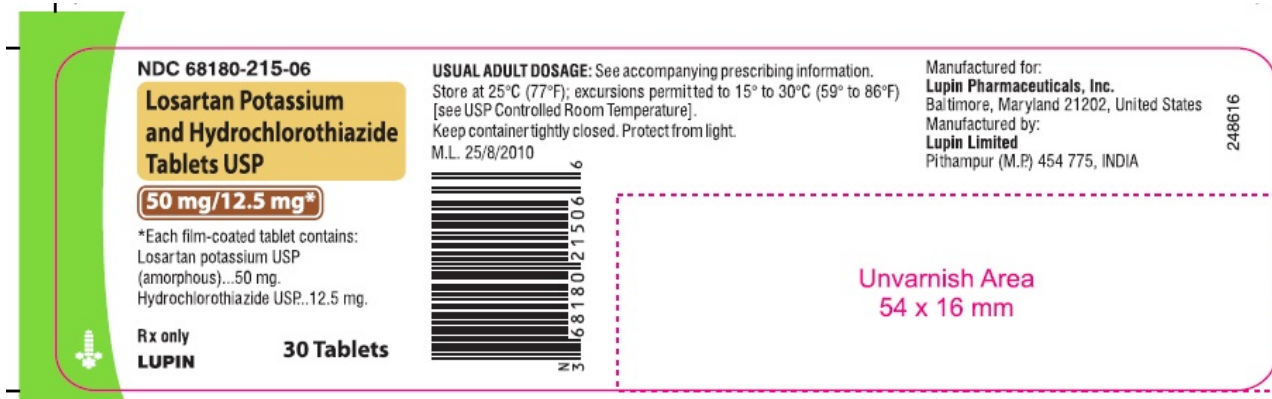 NDC 68180-215-06
Losartan Potassium
and Hydrochlorothiazide
Tablets USP
50 mg/12.5 mg*
*Each film-coated tablet contains:
Losartan potassium USP
(amorphous)...50 mg.
Hydrochlorothiazide USP...12.5 mg.
Rx only
LUPIN
30 Tablets
USUAL ADULT DOSAGE: See accompanying prescribing information.
Store at 25°C (77°F); excursions permitted to 15° to 30°C (59° to 86°F)
[see USP Controlled Room Temperature].
Keep container tightly closed. Protect from light.
M.L. 25/8/2010
N
3 68180 21506 6
Manufactured for:
Lupin Pharmaceuticals, Inc.
Baltimore, Maryland 21202, United States
Manufactured by:
Lupin Limited
Pithampur (M.P.) 454 775, INDIA
248616
Unvarnish Area
54 x 16 mm